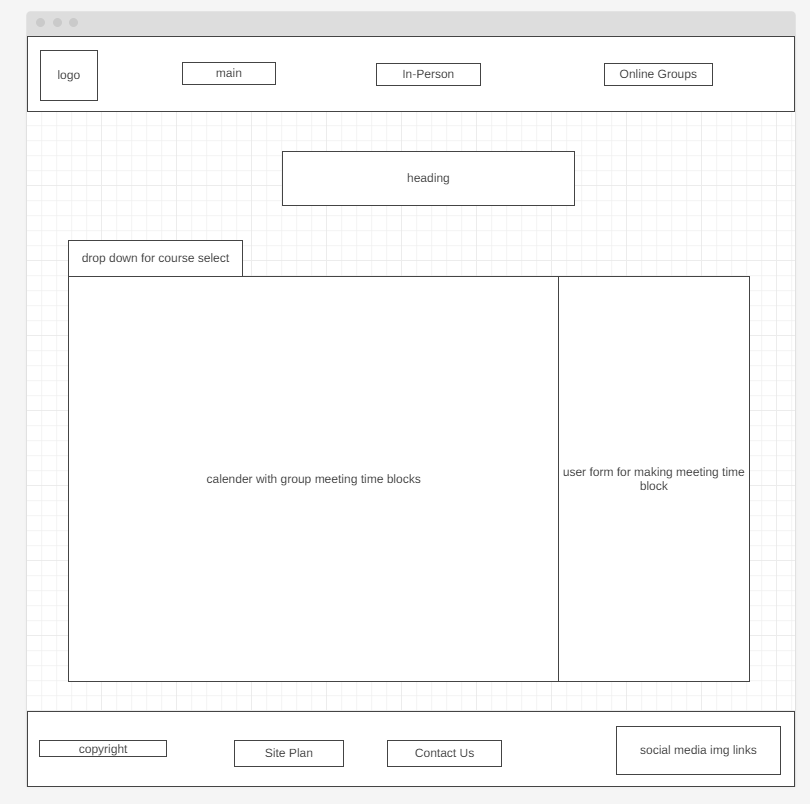 logo
main
In-Person
Online Groups
heading
drop down for course select
calender with group meeting time blocks
user form for making meeting time
block
copyright
Site Plan
Contact Us
social media img links